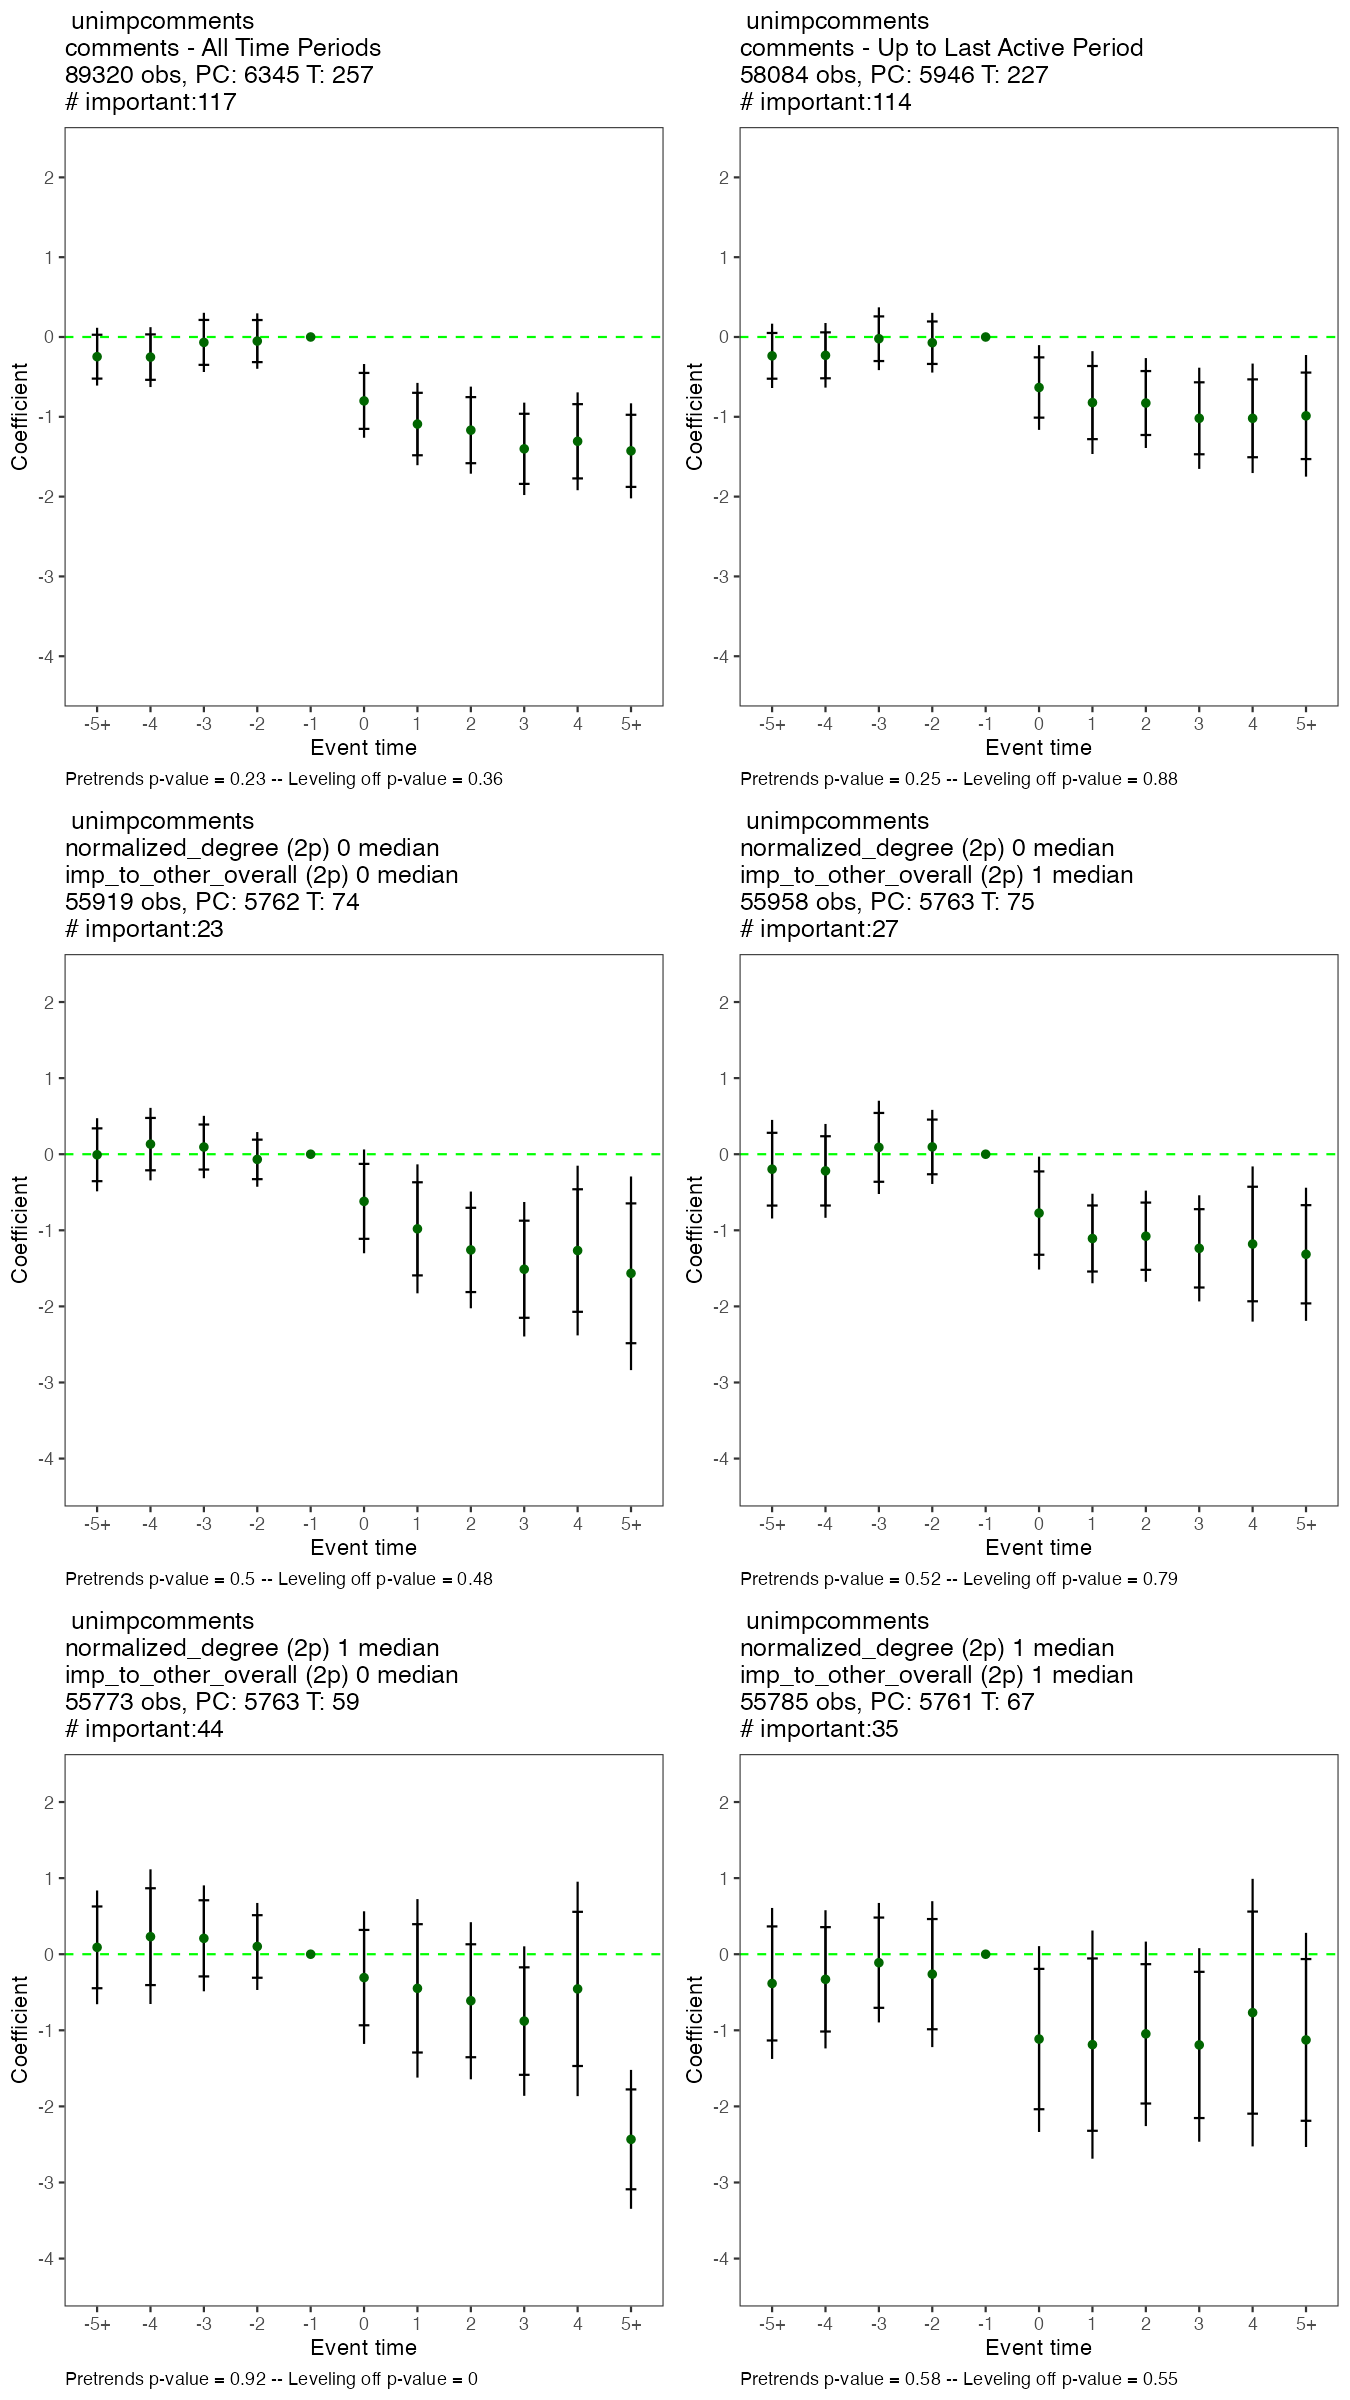 unimpcomments
comments - All Time Periods
89320 obs, PC: 6345 T: 257
# important:117
2
1
0
-1
-2
-3
-4
Coefficient
-5+ -4 -3 -2 -1 0 1 2 3 4 5+
Event time
Pretrends p-value = 0.23 -- Leveling off p-value = 0.36
unimpcomments
comments - Up to Last Active Period
58084 obs, PC: 5946 T: 227
# important:114
2
1
0
-1
-2
-3
-4
Coefficient
-5+ -4 -3 -2 -1 0 1 2 3 4 5+
Event time
Pretrends p-value = 0.25 -- Leveling off p-value = 0.88
unimpcomments
normalized_degree (2p) 0 median
imp_to_other_overall (2p) 0 median
55919 obs, PC: 5762 T: 74
# important:23
2
1
0
-1
-2
-3
-4
Coefficient
-5+ -4 -3 -2 -1 0 1 2 3 4 5+
Event time
Pretrends p-value = 0.5 -- Leveling off p-value = 0.48
unimpcomments
normalized_degree (2p) 0 median
imp_to_other_overall (2p) 1 median
55958 obs, PC: 5763 T: 75
# important:27
2
1
0
-1
-2
-3
-4
Coefficient
-5+ -4 -3 -2 -1 0 1 2 3 4 5+
Event time
Pretrends p-value = 0.52 -- Leveling off p-value = 0.79
unimpcomments
normalized_degree (2p) 1 median
imp_to_other_overall (2p) 0 median
55773 obs, PC: 5763 T: 59
# important:44
2
1
0
-1
-2
-3
-4
Coefficient
-5+ -4 -3 -2 -1 0 1 2 3 4 5+
Event time
Pretrends p-value = 0.92 -- Leveling off p-value = 0
unimpcomments
normalized_degree (2p) 1 median
imp_to_other_overall (2p) 1 median
55785 obs, PC: 5761 T: 67
# important:35
2
1
0
-1
-2
-3
-4
Coefficient
-5+ -4 -3 -2 -1 0 1 2 3 4 5+
Event time
Pretrends p-value = 0.58 -- Leveling off p-value = 0.55